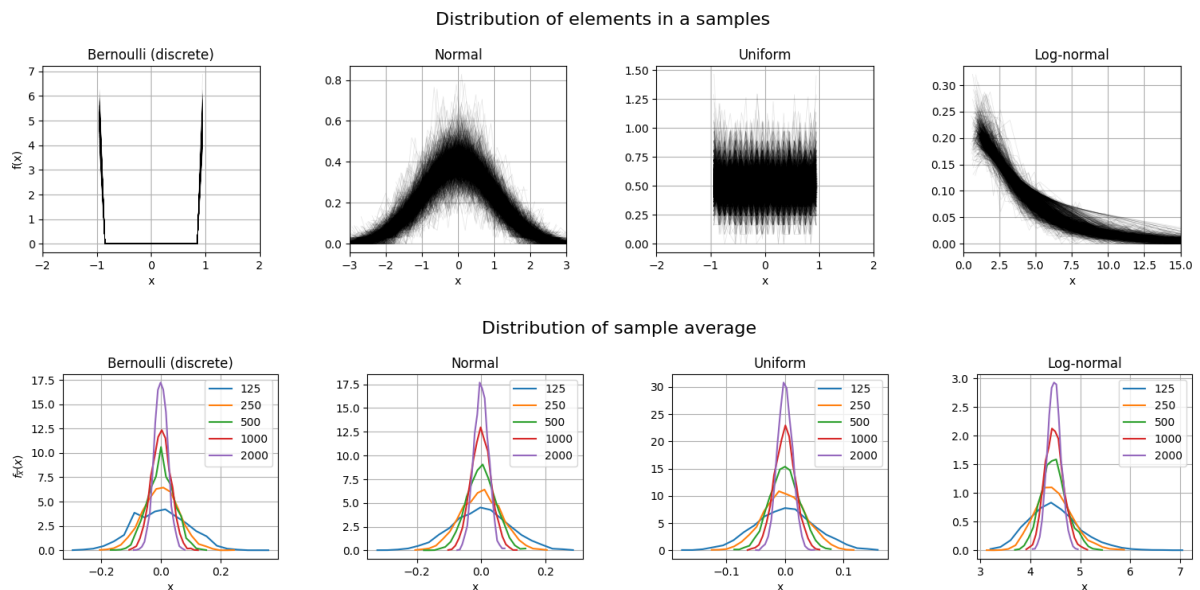 Distribution of elements in a samples
Bernoulli (discrete)
7
6
5
4
3
2
1
0
f(x)
−2 −1 0 1 2
x
Normal
0.8
0.6
0.4
0.2
0.0
−3 −2 −1 0 1 2 3
x
Uniform
1.50
1.25
1.00
0.75
0.50
0.25
0.00
−2 −1 0 1 2
x
Log-normal
0.30
0.25
0.20
0.15
0.10
0.05
0.00
0.0 2.5 5.0 7.5 10.0 12.5 15.0
x
Distribution of sample average
Bernoulli (discrete)
17.5
15.0
12.5
10.0
7.5
5.0
2.5
0.0
125
250
500
1000
2000
−0.2 0.0 0.2
x
Normal
17.5
15.0
12.5
10.0
7.5
5.0
2.5
0.0
125
250
500
1000
2000
−0.2 0.0 0.2
x
Uniform
30
25
20
15
10
5
0
125
250
500
1000
2000
−0.1 0.0 0.1
x
Log-normal
3.0
2.5
2.0
1.5
1.0
0.5
0.0
125
250
500
1000
2000
3 4 5 6 7
x